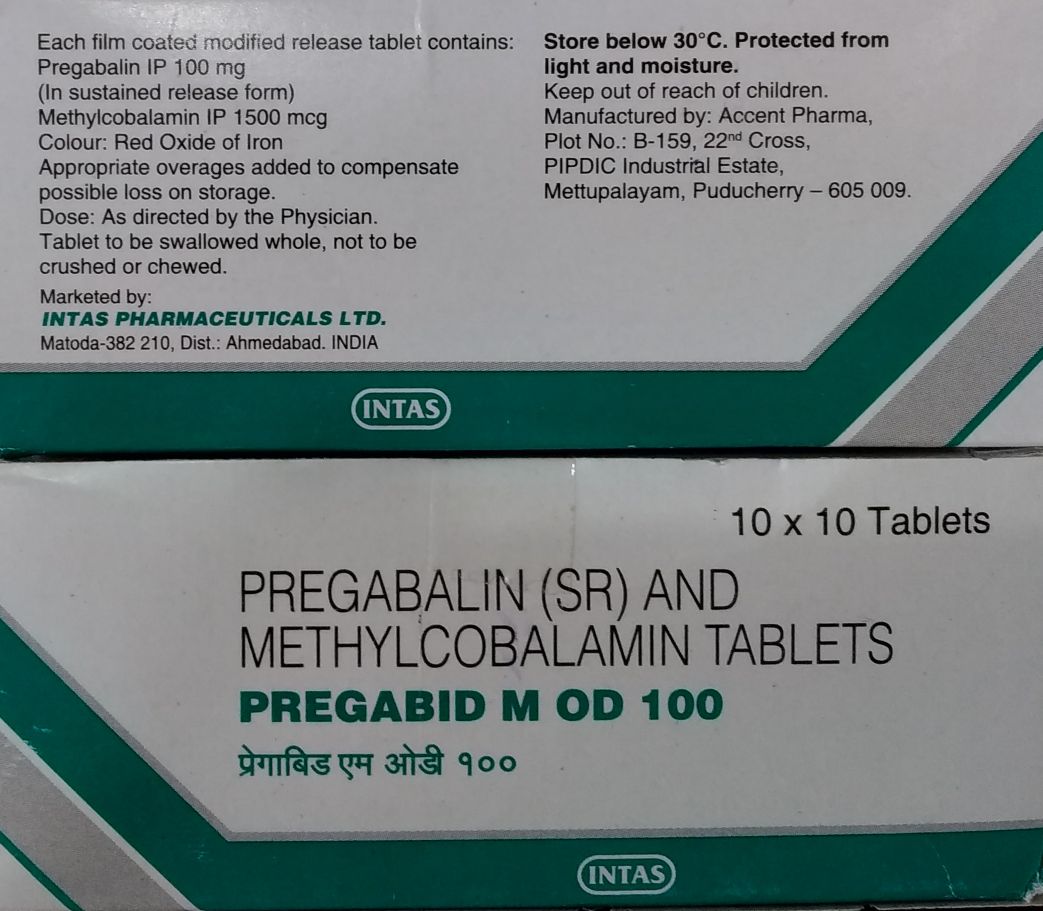 Each film coated modified release tablet contains:
Pregabalin IP 100 mg
(In sustained release form)
Methylcobalamin IP 1500 mcg
Colour: Red Oxide of Iron
Appropriate overages added to compensate
possible loss on storage.
Dose: As directed by the Physician.
Tablet to be swallowed whole, not to be
crushed or chewed.
Marketed by:
INTAS PHARMACEUTICALS LTD.
Matoda-382 210, Dist.: Ahmedabad. INDIA
Store below 30°C. Protected from
light and moisture.
Keep out of reach of children.
Manufactured by: Accent Pharma,
Plot No.: B-159, 22nd Cross,
PIPDIC Industrial Estate,
Mettupalayam, Puducherry – 605 009.
INTAS
10 x 10 Tablets
PREGABALIN (SR) AND
METHYLCOBALAMIN TABLETS
PREGABID M OD 100
प्रेगाबिड एम ओडी १००
INTAS